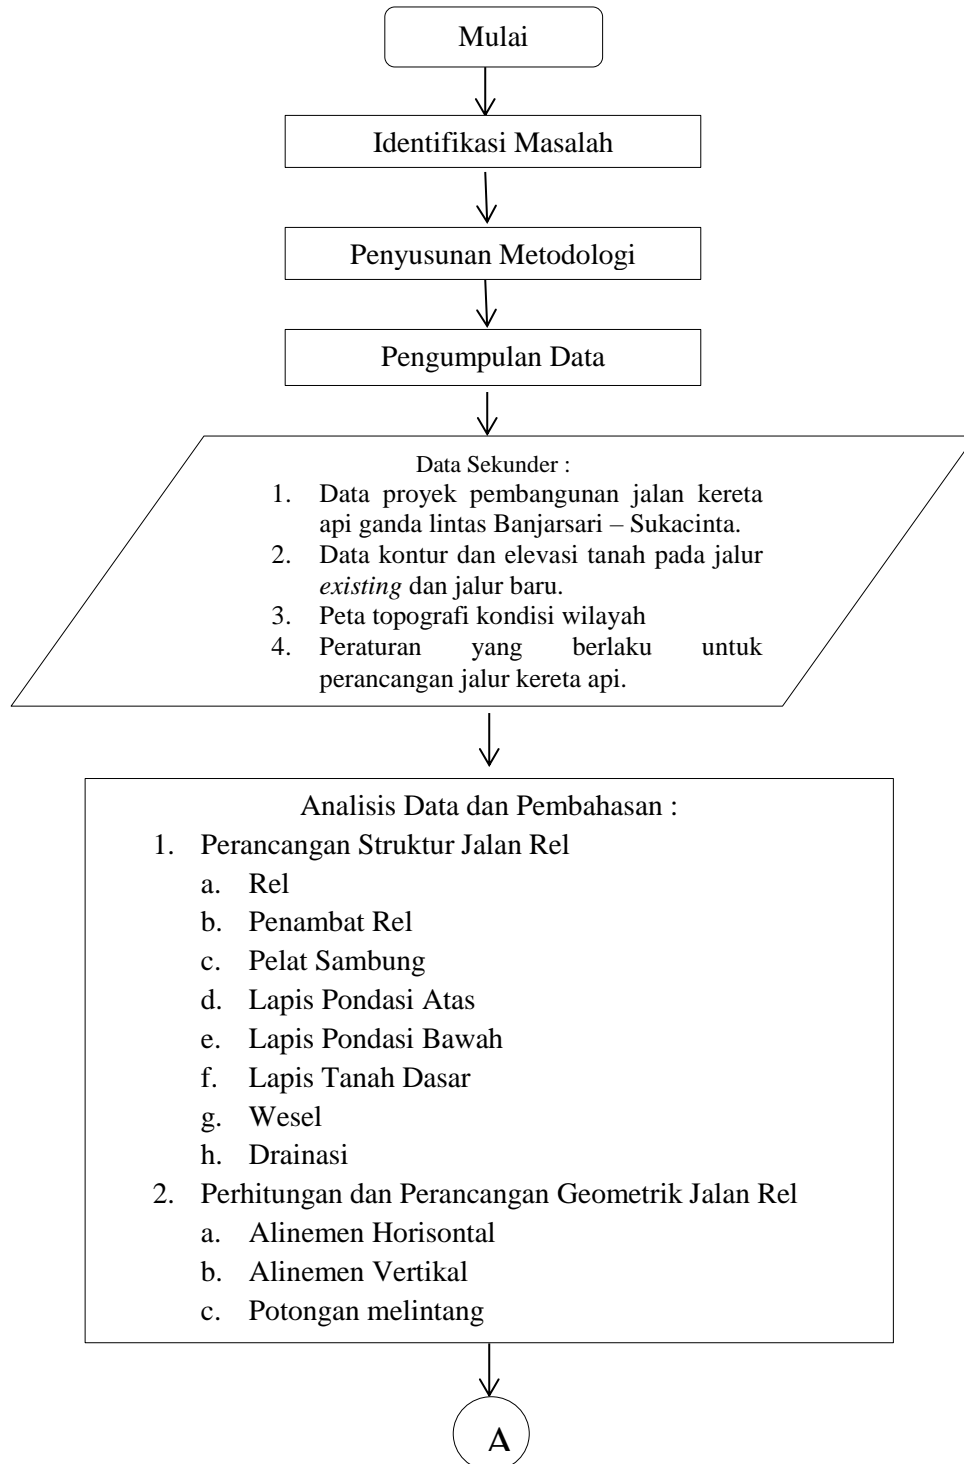 Mulai
Identifikasi Masalah
Penyusunan Metodologi
Pengumpulan Data
Data Sekunder :
1. Data proyek pembangunan jalan kereta
api ganda lintas Banjarsari – Sukacinta.
2. Data kontur dan elevasi tanah pada jalur
existing dan jalur baru.
3. Peta topografi kondisi wilayah
4. Peraturan yang berlaku untuk
perancangan jalur kereta api.
Analisis Data dan Pembahasan :
1. Perancangan Struktur Jalan Rel
a. Rel
b. Penambat Rel
c. Pelat Sambung
d. Lapis Pondasi Atas
e. Lapis Pondasi Bawah
f. Lapis Tanah Dasar
g. Wesel
h. Drainasi
2. Perhitungan dan Perancangan Geometrik Jalan Rel
a. Alinemen Horisontal
b. Alinemen Vertikal
c. Potongan melintang
A